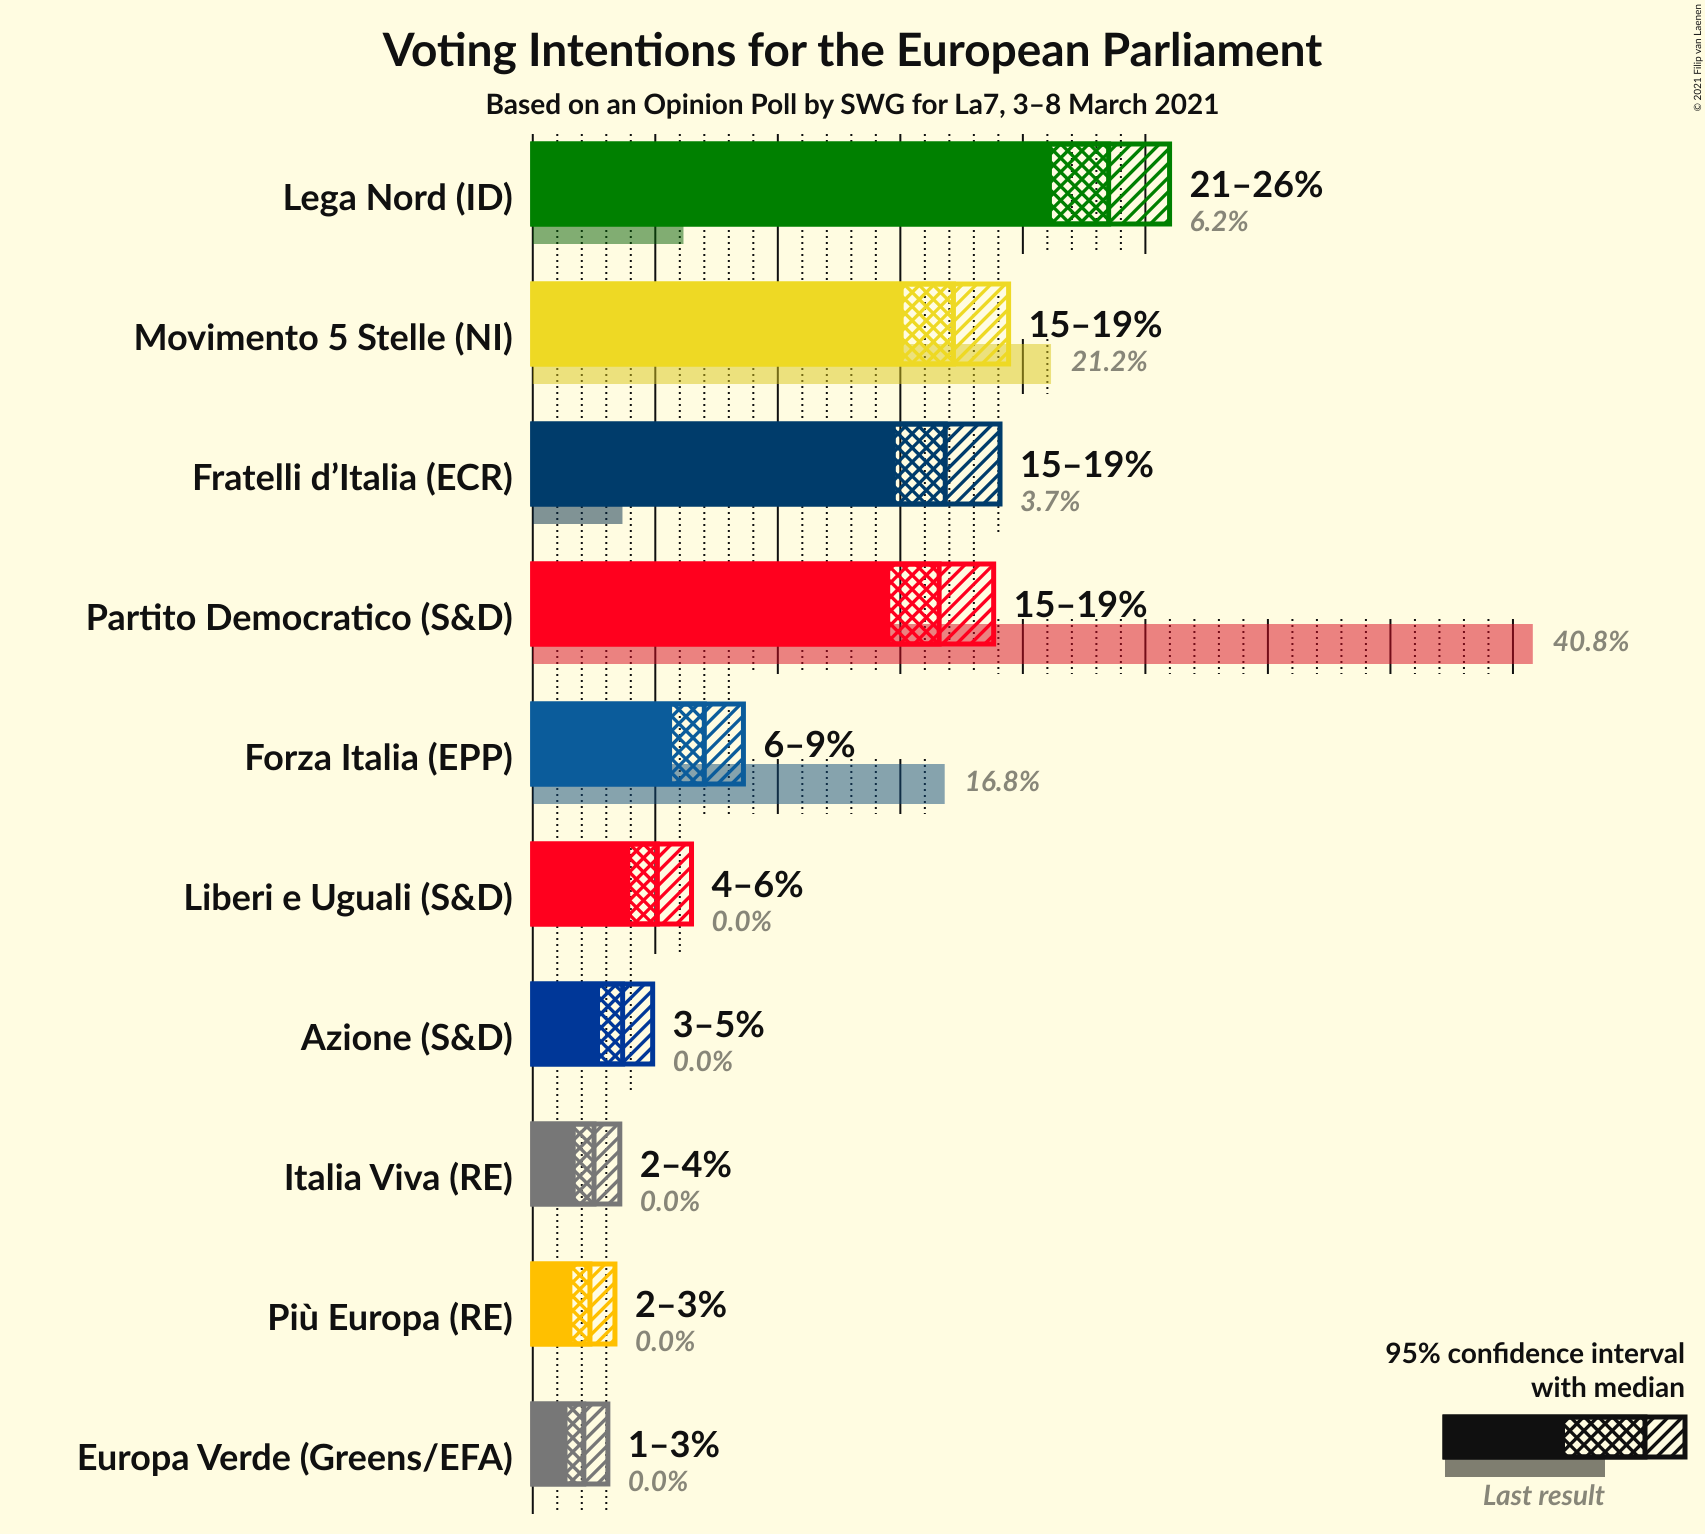 Voting Intentions for the European Parliament
Based on an Opinion Poll by SWG for La7, 3–8 March 2021
© 2021 Filip van Laenen
Lega Nord (ID)
21–26%
6.2%
Movimento 5 Stelle (NI)
15–19%
21.2%
Fratelli d’Italia (ECR)
15–19%
3.7%
Partito Democratico (S&D)
15–19%
40.8%
Forza Italia (EPP)
6–9%
16.8%
Liberi e Uguali (S&D)
4–6%
0.0%
Azione (S&D)
3–5%
0.0%
Italia Viva (RE)
2–4%
0.0%
Più Europa (RE)
2–3%
0.0%
Europa Verde (Greens/EFA)
1–3%
0.0%
95% confidence interval
with median
Last result